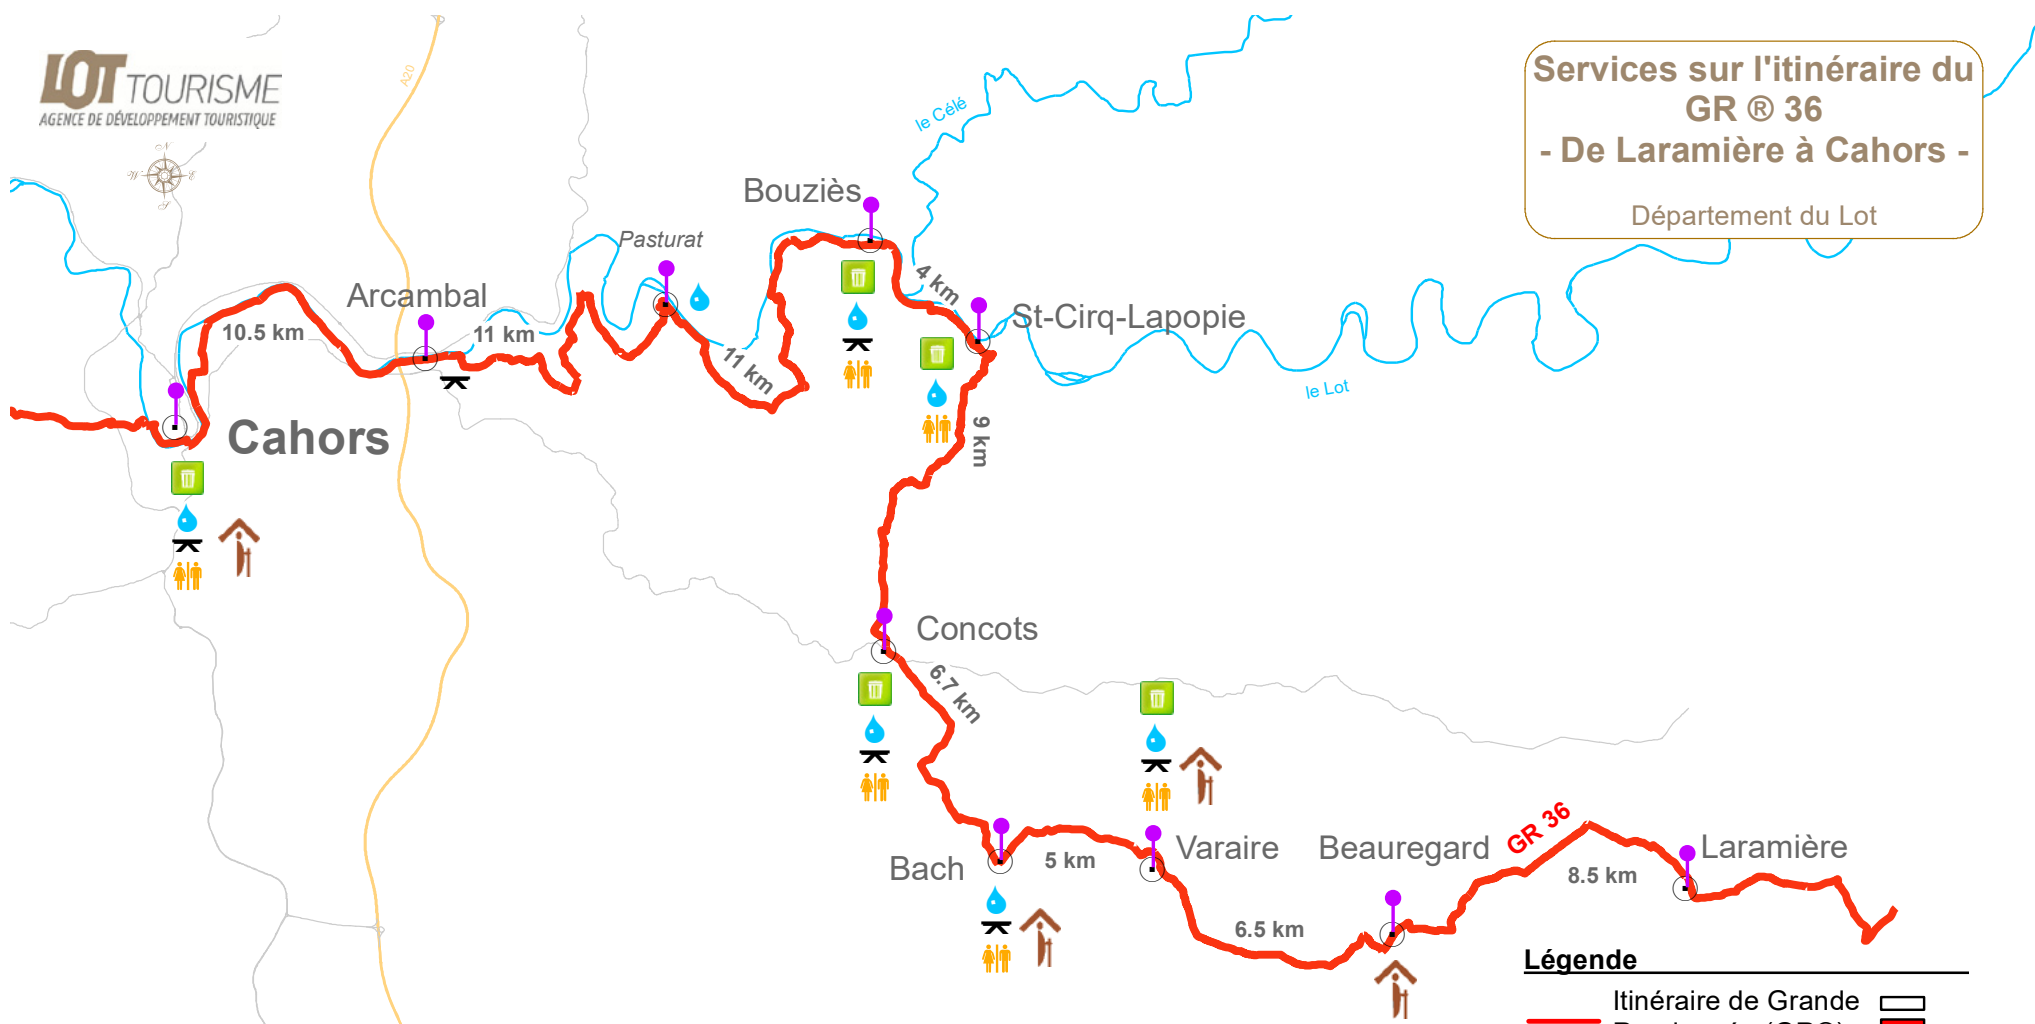 LOT TOURISME
AGENCE DE DÉVELOPPEMENT TOURISTIQUE
N
W
E
S
A20
Services sur l'itinéraire du
GR ® 36
- De Laramière à Cahors -
Département du Lot
le Célé
Bouziès
Pasturat
4 km
Arcambal
St-Cirq-Lapopie
10.5 km
11 km
11 km
le Lot
Cahors
9 km
Concots
6.7 km
GR 36
Bach
5 km
Varaire
Beauregard
Laramière
8.5 km
6.5 km
Légende
Itinéraire de Grande